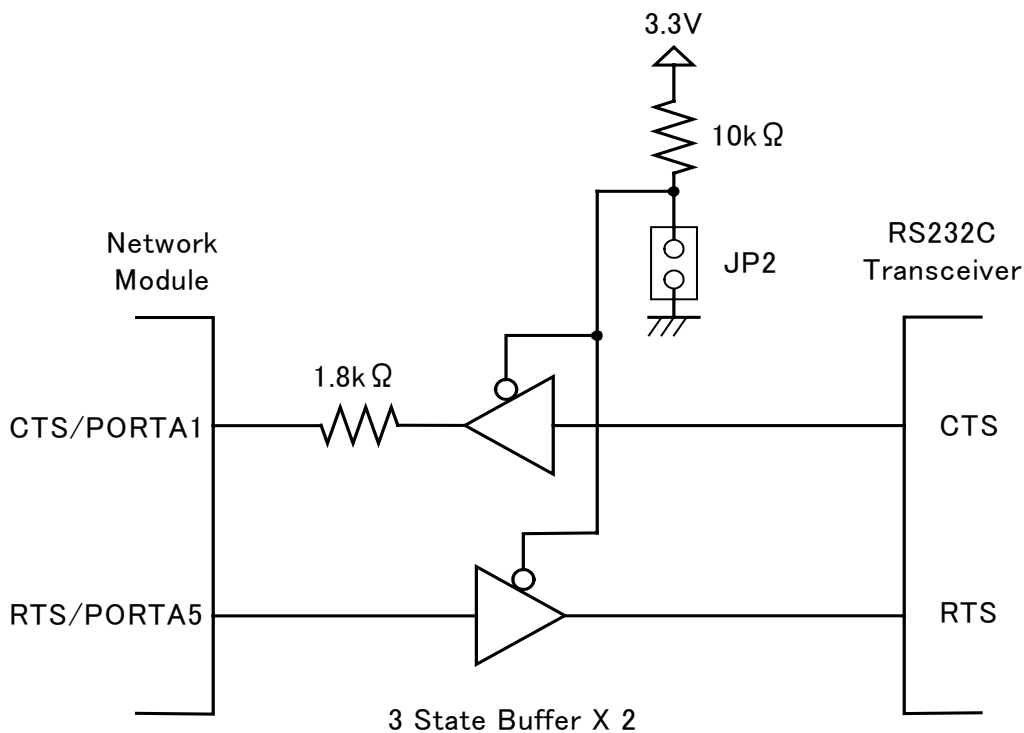 3.3V
10kΩ
Network
Module
JP2
RS232C
Transceiver
1.8kΩ
CTS/PORTA1
CTS
RTS/PORTA5
RTS
3 State Buffer X 2